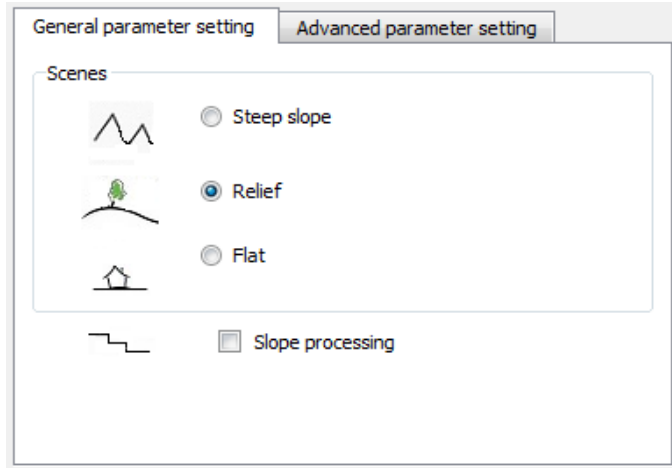 General parameter setting
Advanced parameter setting
Scenes
Steep slope
Relief
Flat
Slope processing